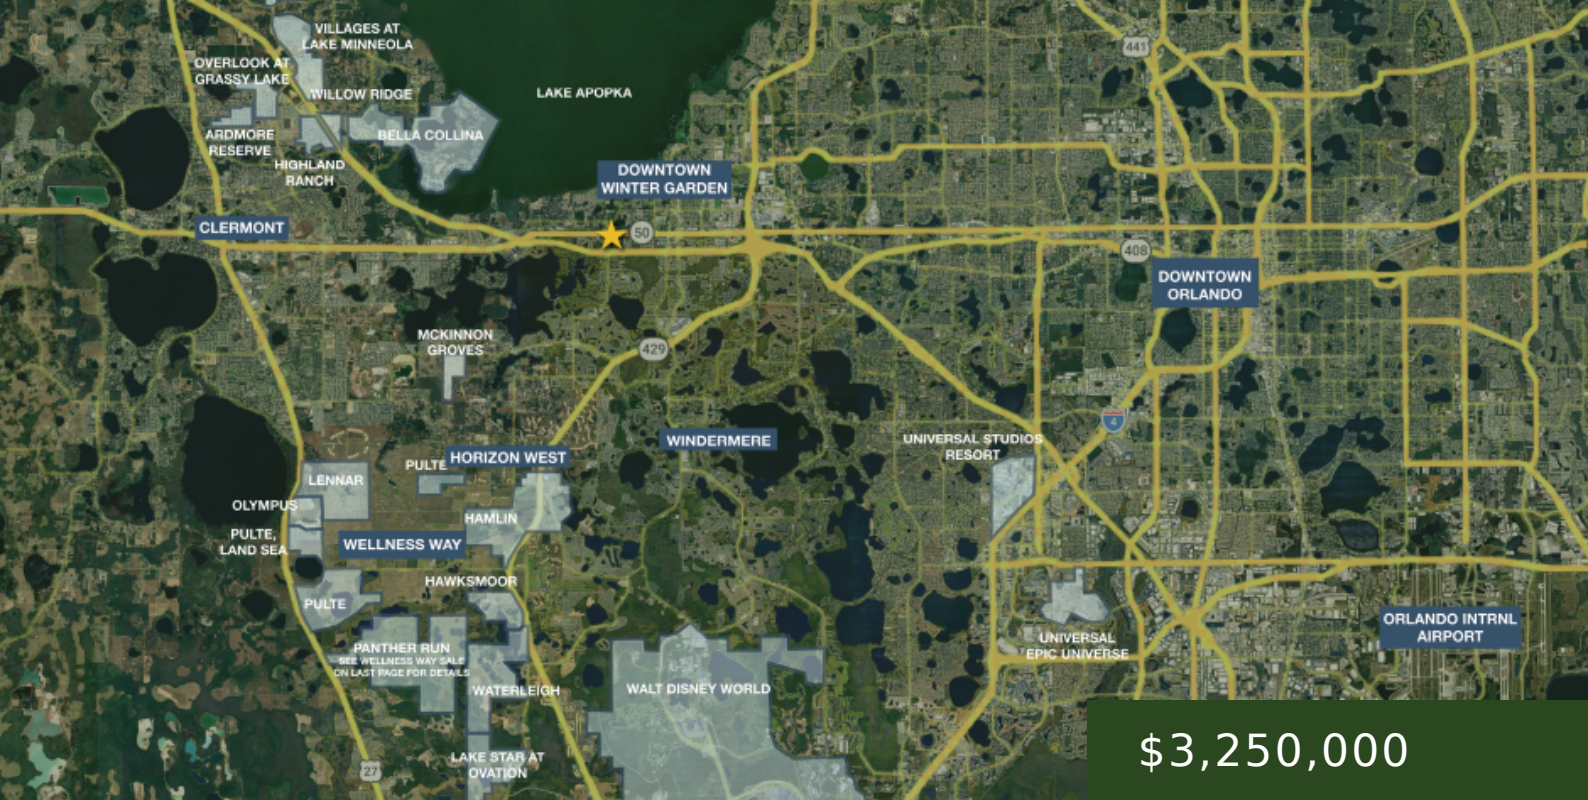 VILLAGES AT
LAKE MINNEOLA
441
OVERLOOK AT
GRASSY LAKE
WILLOW RIDGE
LAKE APOPKA
ARDMORE
RESERVE
BELLA COLLINA
HIGHLAND
RANCH
DOWNTOWN
WINTER GARDEN
CLERMONT
50
408
DOWNTOWN
ORLANDO
MCKINNON
GROVES
429
4
WINDERMERE
UNIVERSAL STUDIOS
RESORT
PULTE
HORIZON WEST
LENNAR
OLYMPUS
HAMLIN
PULTE,
LAND SEA
WELLNESS WAY
HAWKSMOOR
PULTE
ORLANDO INTRNL
AIRPORT
UNIVERSAL
EPIC UNIVERSE
PANTHER RUN
SEE WELLNESS WAY SALE
ON LAST PAGE FOR DETAILS
WATERLEIGH
WALT DISNEY WORLD
LAKE STAR AT
OVATION
27
$3,250,000